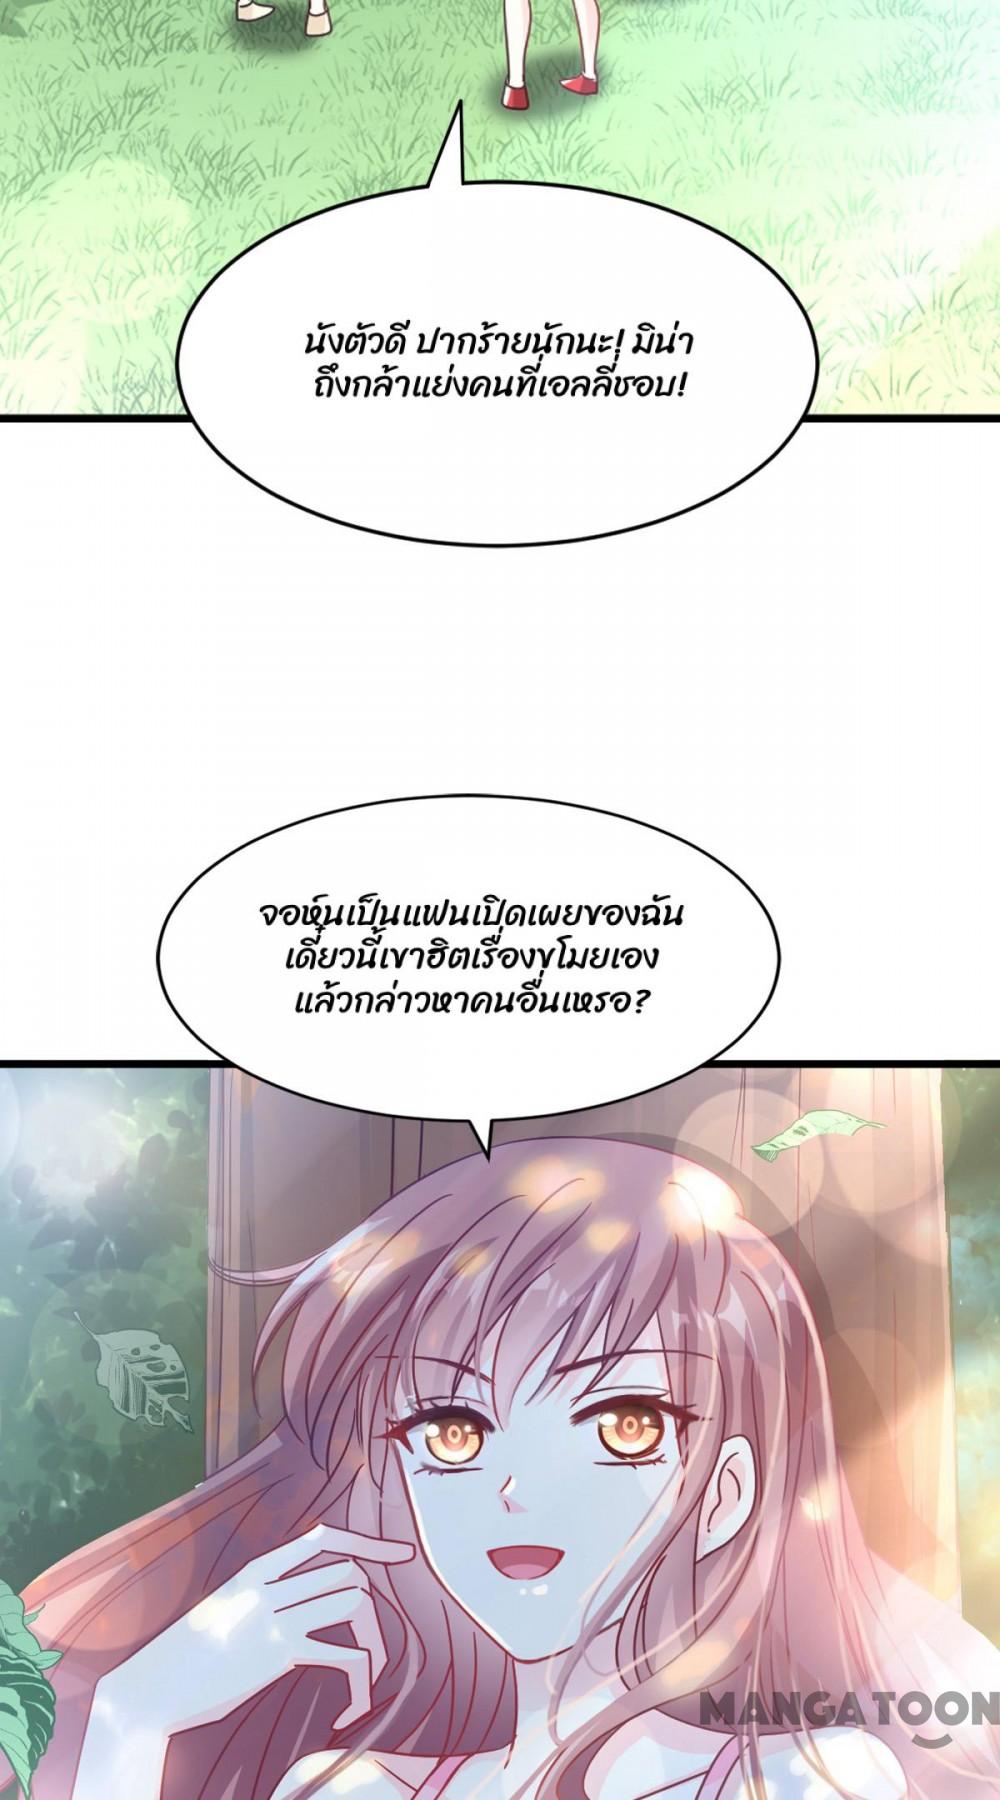 นังตัวดี ปากร้ายนักนะ! มิน่า
ถึงกล้าแย่งคนที่เอลลี่ชอบ!
จอห์นเป็นแฟนเปิดเผยของฉัน
เดี๋ยวนี้เขาฮิตเรื่องขโมยเอง
แล้วกล่าวหาคนอื่นเหรอ?
MANGATOON